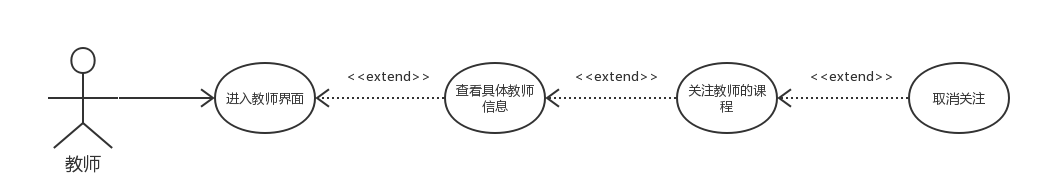 <<extend>>
<<extend>>
<<extend>>
进入教师界面
查看具体教师
信息
关注教师的课
程
取消关注
教师